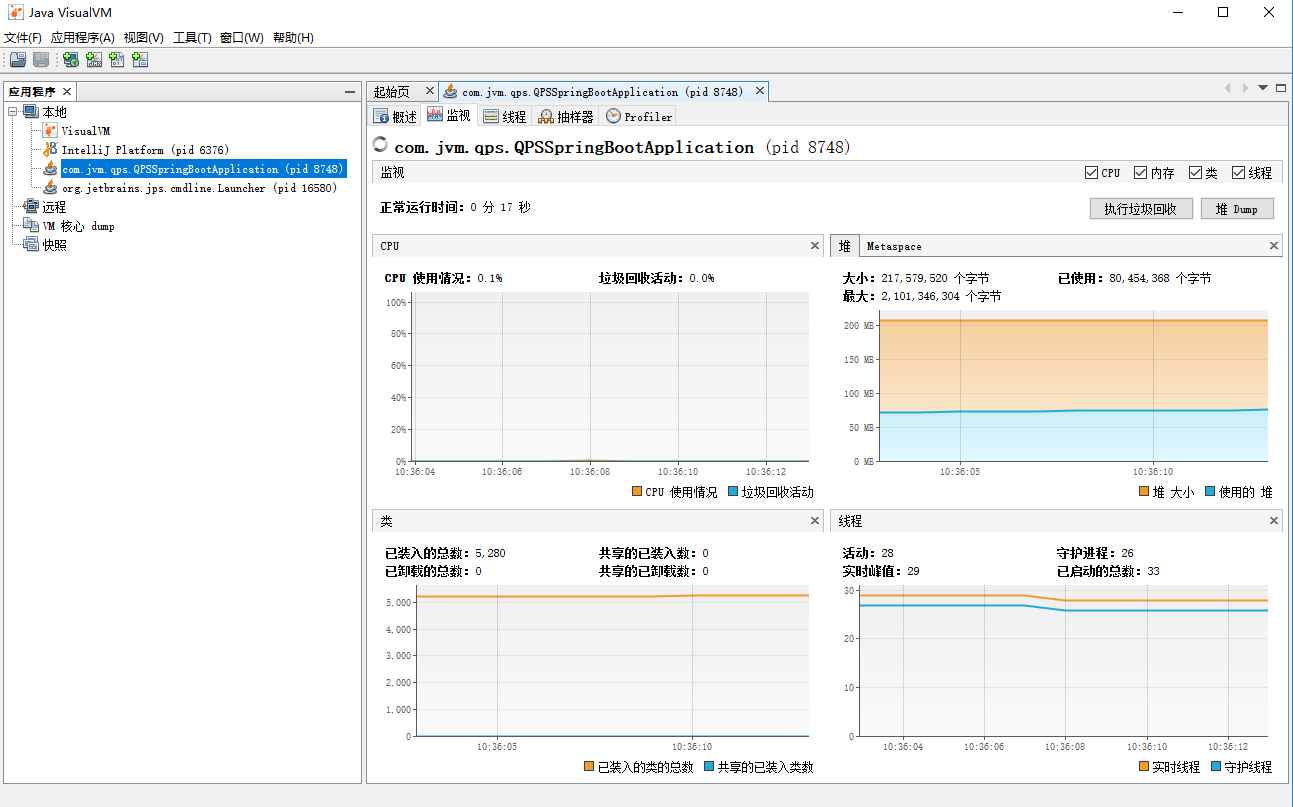 Java VisualVM
文件(F) 应用程序(A) 视图(V) 工具(T) 窗口(W) 帮助(H)
应用程序
本地
VisualVM
IntelliJ Platform (pid 6376)
com.jvm.qps.QPSSpringBootApplication (pid 8748)
org.jetbrains.jps.cmdline.Launcher (pid 16580)
远程
VM 核心 dump
快照
起始页 com.jvm.qps.QPSSpringBootApplication (pid 8748)
概述 监视 线程 抽样器 Profiler
com.jvm.qps.QPSSpringBootApplication (pid 8748)
监视 CPU 内存 类 线程
正常运行时间: 0 分 17 秒 执行垃圾回收 堆 Dump
CPU
CPU 使用情况: 0.1% 垃圾回收活动: 0.0%
100%
80%
60%
40%
20%
0%
10:36:04 10:36:06 10:36:08 10:36:10 10:36:12
CPU 使用情况 垃圾回收活动
堆 Metaspace
大小: 217,579,520 个字节 已使用: 80,454,368 个字节
最大: 2,101,346,304 个字节
200 MB
150 MB
100 MB
50 MB
0 MB
10:36:05 10:36:10
堆 大小 使用的 堆
类
已装入的总数: 5,280 共享的已装入数: 0
已卸载的总数: 0 共享的已卸载数: 0
5,000
4,000
3,000
2,000
1,000
0
10:36:05 10:36:10
已装入的类的总数 共享的已装入类数
线程
活动: 28 守护进程: 26
实时峰值: 29 已启动的总数: 33
30
20
10
0
10:36:04 10:36:06 10:36:08 10:36:10 10:36:12
实时线程 守护线程